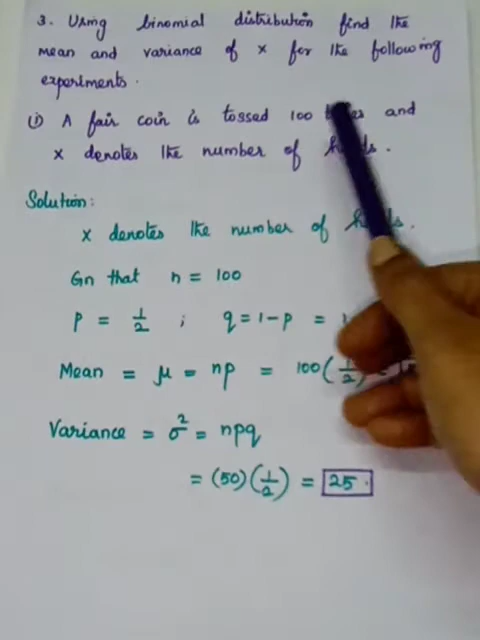 3. Using binomial distribution find the
mean and variance of x for the following
experiments.
(i) A fair coin is tossed 100 and
x denotes the number of
Solution:
x denotes the number of
Gn that n = 100
p = 1/2 ; q = 1-p =
Mean = μ = np = 100(1/2)
Variance = σ² = npq
= (50)(1/2) = 25.